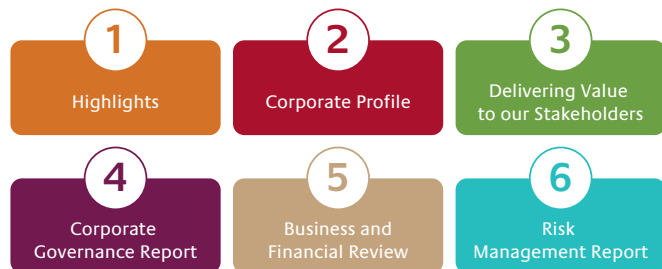 1
Highlights
2
Corporate Profile
3
Delivering Value
to our Stakeholders
4
Corporate
Governance Report
5
Business and
Financial Review
6
Risk
Management Report